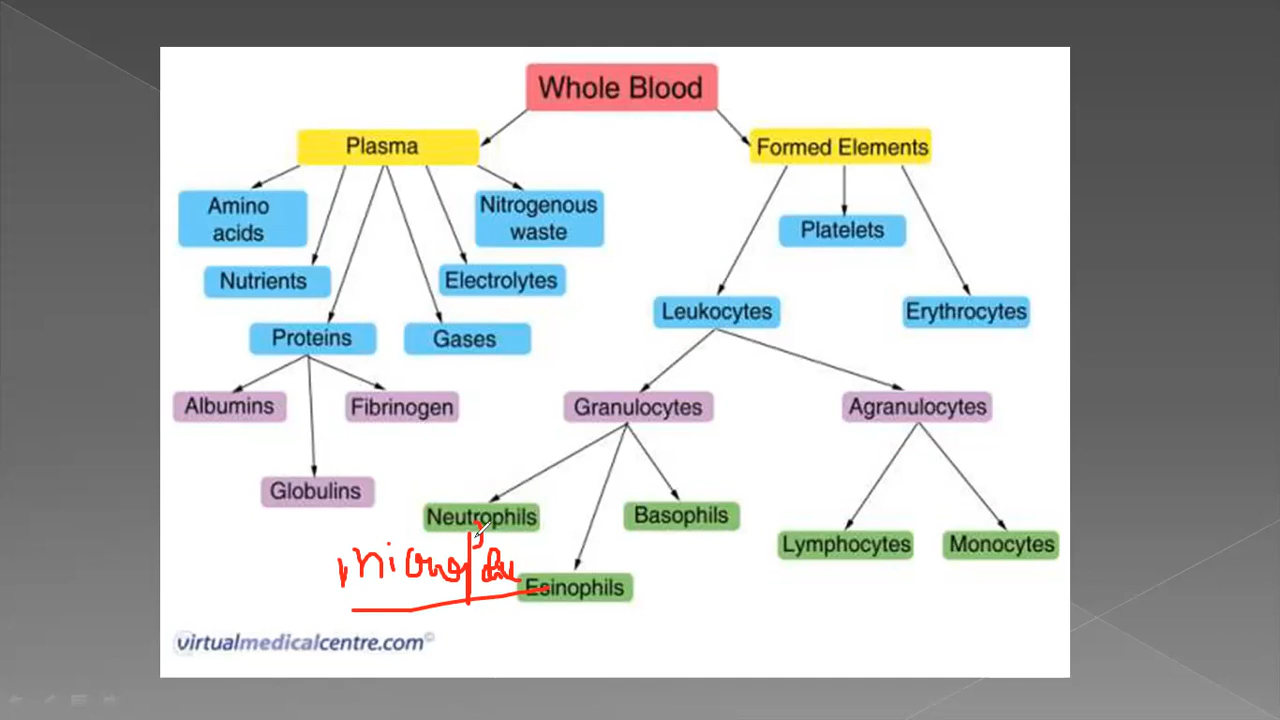 Whole Blood
Plasma
Formed Elements
Amino
acids
Nitrogenous
waste
Platelets
Nutrients
Electrolytes
Leukocytes
Erythrocytes
Proteins
Gases
Albumins
Fibrinogen
Granulocytes
Agranulocytes
Globulins
Neutrophils
Basophils
Lymphocytes
Monocytes
Esinophils
virtualmedicalcentre.com©